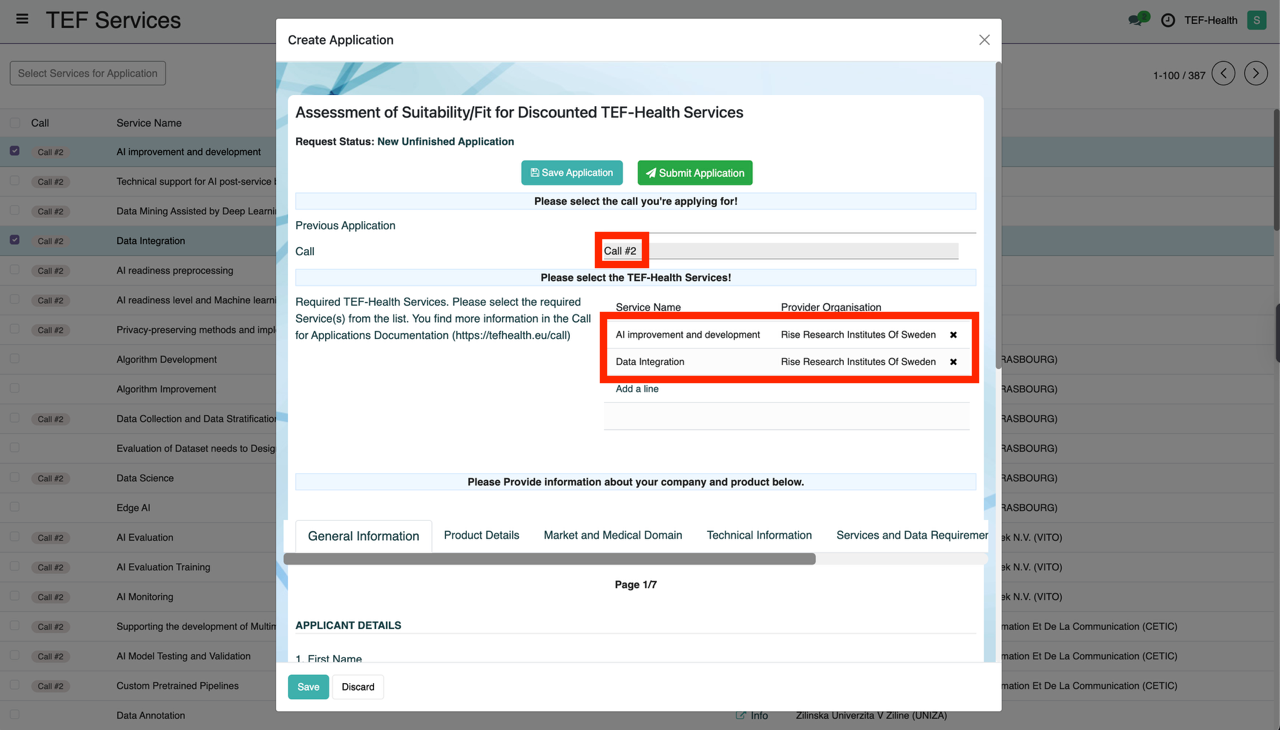 TEF Services
TEF-Health
S
Select Services for Application
1-100 / 387
Call Service Name
Call #2 AI improvement and development
Call #2 Technical support for AI post-service
Call #2 Data Mining Assisted by Deep
Call #2 Data Integration
Call #2 AI readiness preprocessing
Call #2 AI readiness level and Machine
Call #2 Privacy-preserving methods and
Algorithm Development
RASBOURG)
Algorithm Improvement
RASBOURG)
Call #2 Data Collection and Data
RASBOURG)
Evaluation of Dataset needs to
RASBOURG)
Call #2 Data Science
RASBOURG)
Edge AI
RASBOURG)
Call #2 AI Evaluation
ek N.V. (VITO)
Call #2 AI Evaluation Training
ek N.V. (VITO)
Call #2 AI Monitoring
ek N.V. (VITO)
Call #2 Supporting the development of
mation Et De La Communication (CETIC)
Call #2 AI Model Testing and Validation
mation Et De La Communication (CETIC)
Call #2 Custom Pretrained Pipelines
mation Et De La Communication (CETIC)
Data Annotation
Info Zilinska Univerzita V Ziline (UNIZA)
Create Application
Assessment of Suitability/Fit for Discounted TEF-Health Services
Request Status: New Unfinished Application
Save Application
Submit Application
Please select the call you're applying for!
Previous Application
Call
Call #2
Please select the TEF-Health Services!
Required TEF-Health Services. Please select the required
Service(s) from the list. You find more information in the Call
for Applications Documentation (https://tefhealth.eu/call)
Service Name Provider Organisation
AI improvement and development Rise Research Institutes Of Sweden
Data Integration Rise Research Institutes Of Sweden
Add a line
Please Provide information about your company and product below.
General Information Product Details Market and Medical Domain Technical Information Services and Data Requiremen
Page 1/7
APPLICANT DETAILS
1. First Name
Save Discard